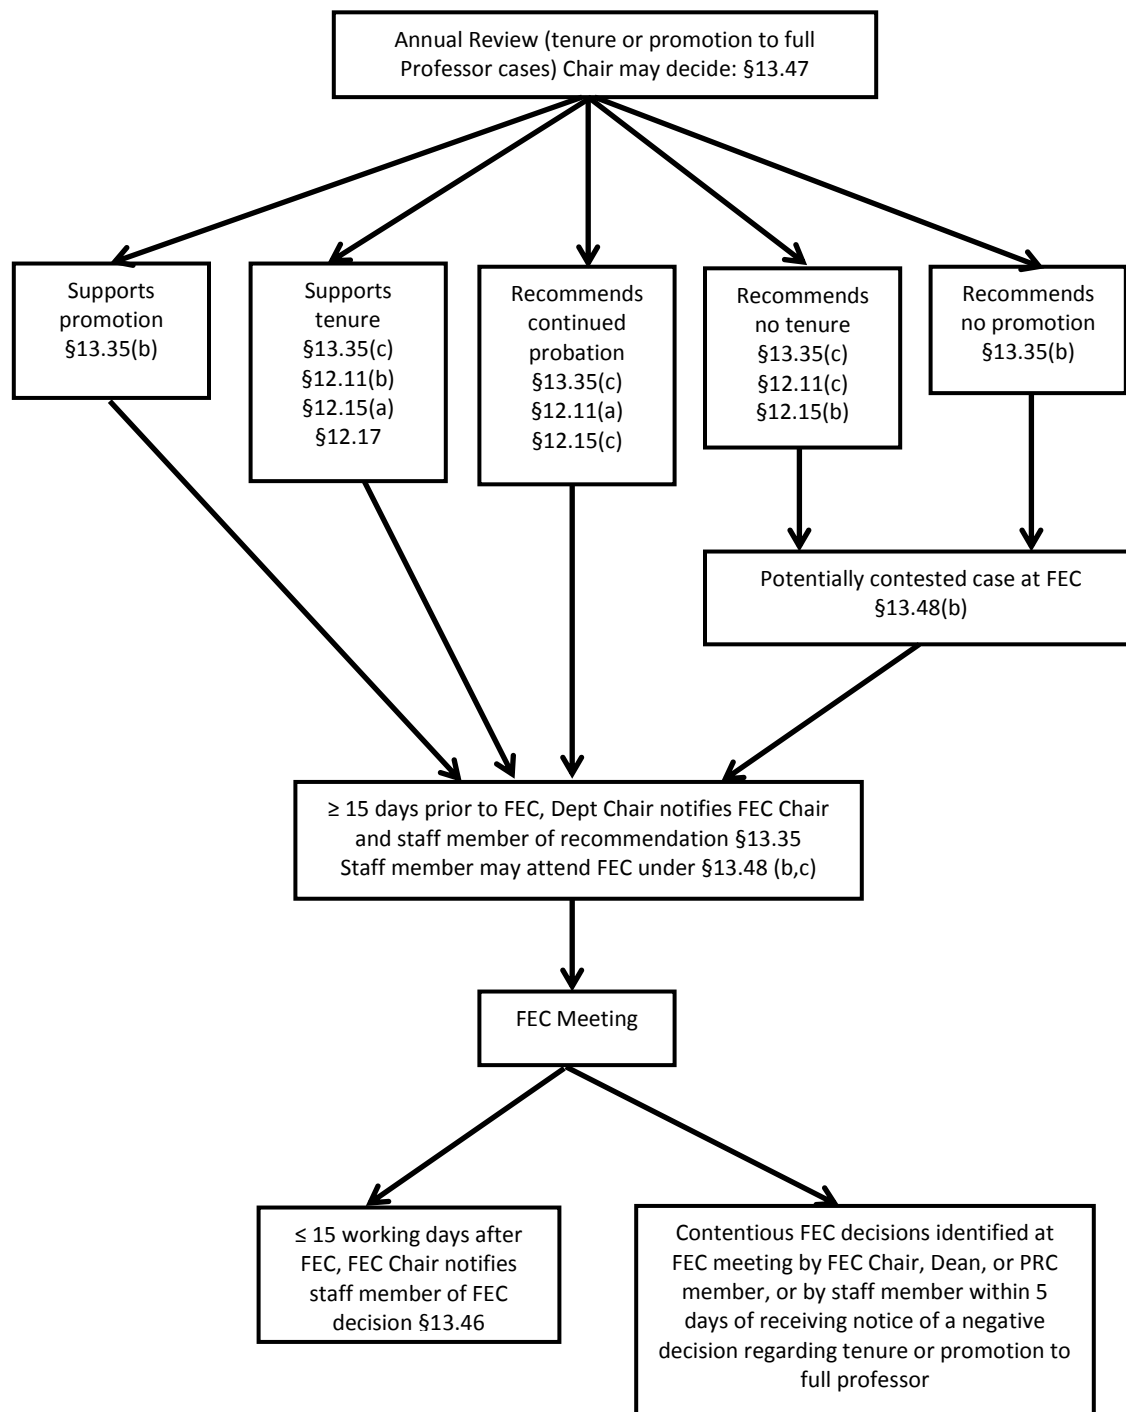 Annual Review (tenure or promotion to full
Professor cases) Chair may decide: §13.47
Supports
promotion
§13.35(b)
Supports
tenure
§13.35(c)
§12.11(b)
§12.15(a)
§12.17
Recommends
continued
probation
§13.35(c)
§12.11(a)
§12.15(c)
Recommends
no tenure
§13.35(c)
§12.11(c)
§12.15(b)
Recommends
no promotion
§13.35(b)
Potentially contested case at FEC
§13.48(b)
≥ 15 days prior to FEC, Dept Chair notifies FEC Chair
and staff member of recommendation §13.35
Staff member may attend FEC under §13.48 (b,c)
FEC Meeting
≤ 15 working days after
FEC, FEC Chair notifies
staff member of FEC
decision §13.46
Contentious FEC decisions identified at
FEC meeting by FEC Chair, Dean, or PRC
member, or by staff member within 5
days of receiving notice of a negative
decision regarding tenure or promotion to
full professor